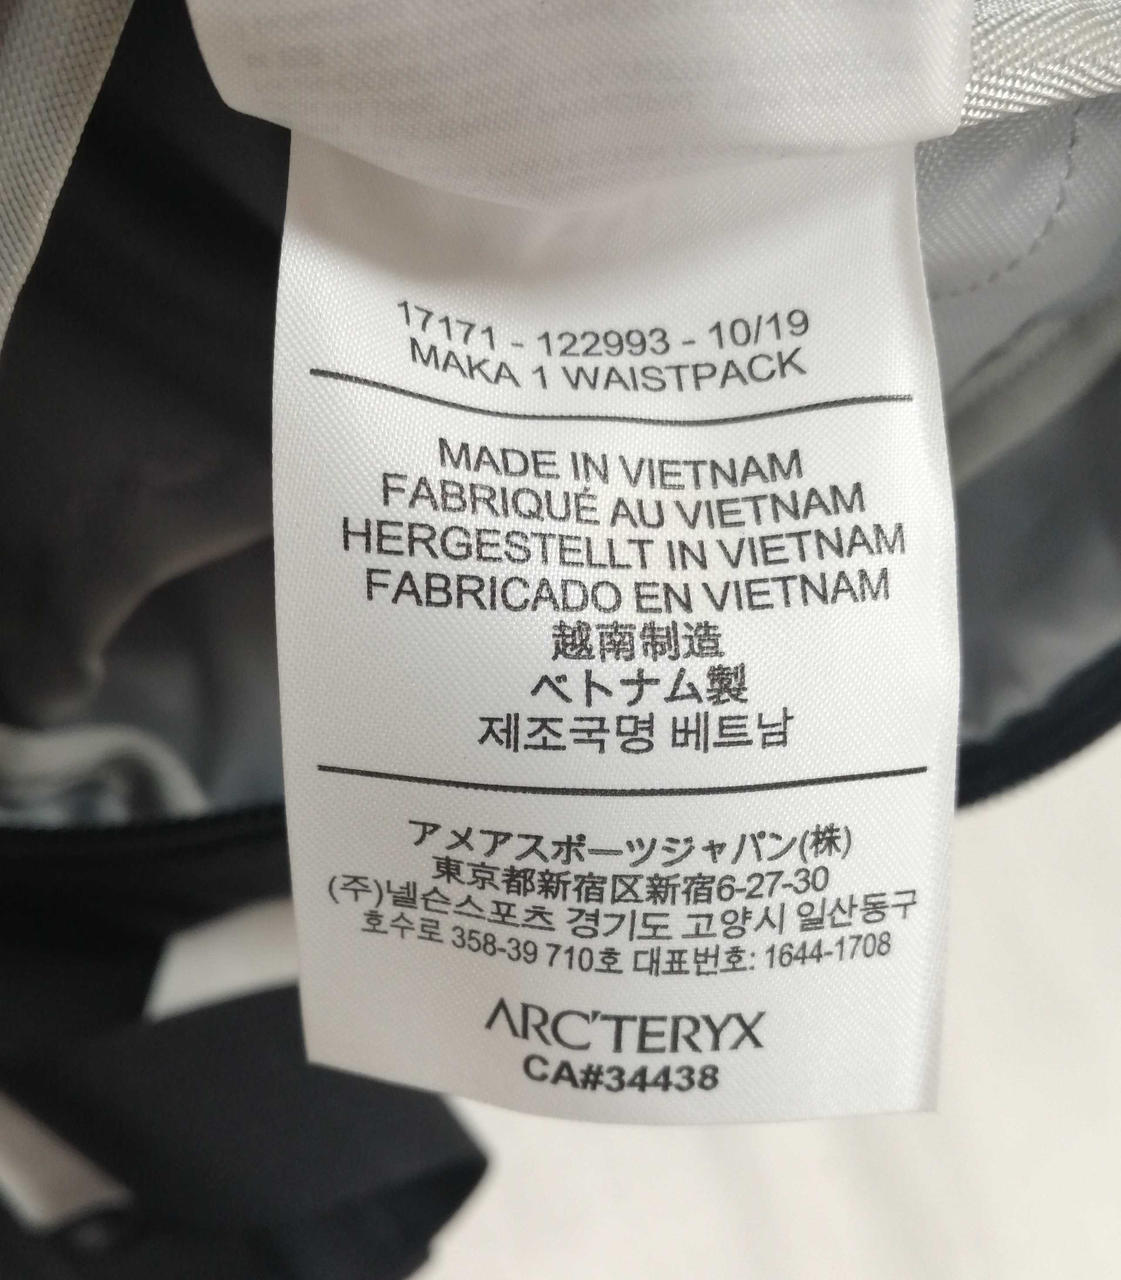 17171 - 122993 - 10/19
MAKA 1 WAISTPACK
MADE IN VIETNAM
FABRIQUÉ AU VIETNAM
HERGESTELLT IN VIETNAM
FABRICADO EN VIETNAM
越南制造
ベトナム製
제조국명 베트남
アメアスポーツジャパン(株)
東京都新宿区新宿6-27-30
(주)넬슨스포츠 경기도 고양시 일산동구
호수로 358-39 710호 대표번호: 1644-1708
ARC'TERYX
CA#34438